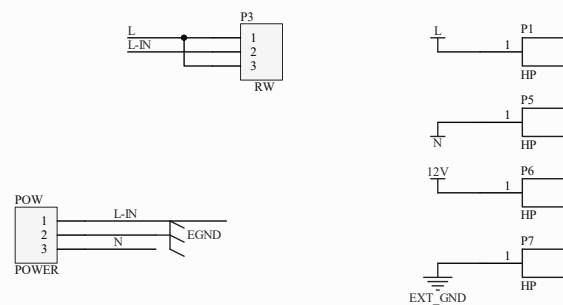 P3
L
1
L-IN
2
3
RW
P1
L
1
HP
P5
1
N
HP
P6
12V
1
HP
P7
1
HP
EXT_GND
POW
1
L-IN
2
EGND
3
N
POWER